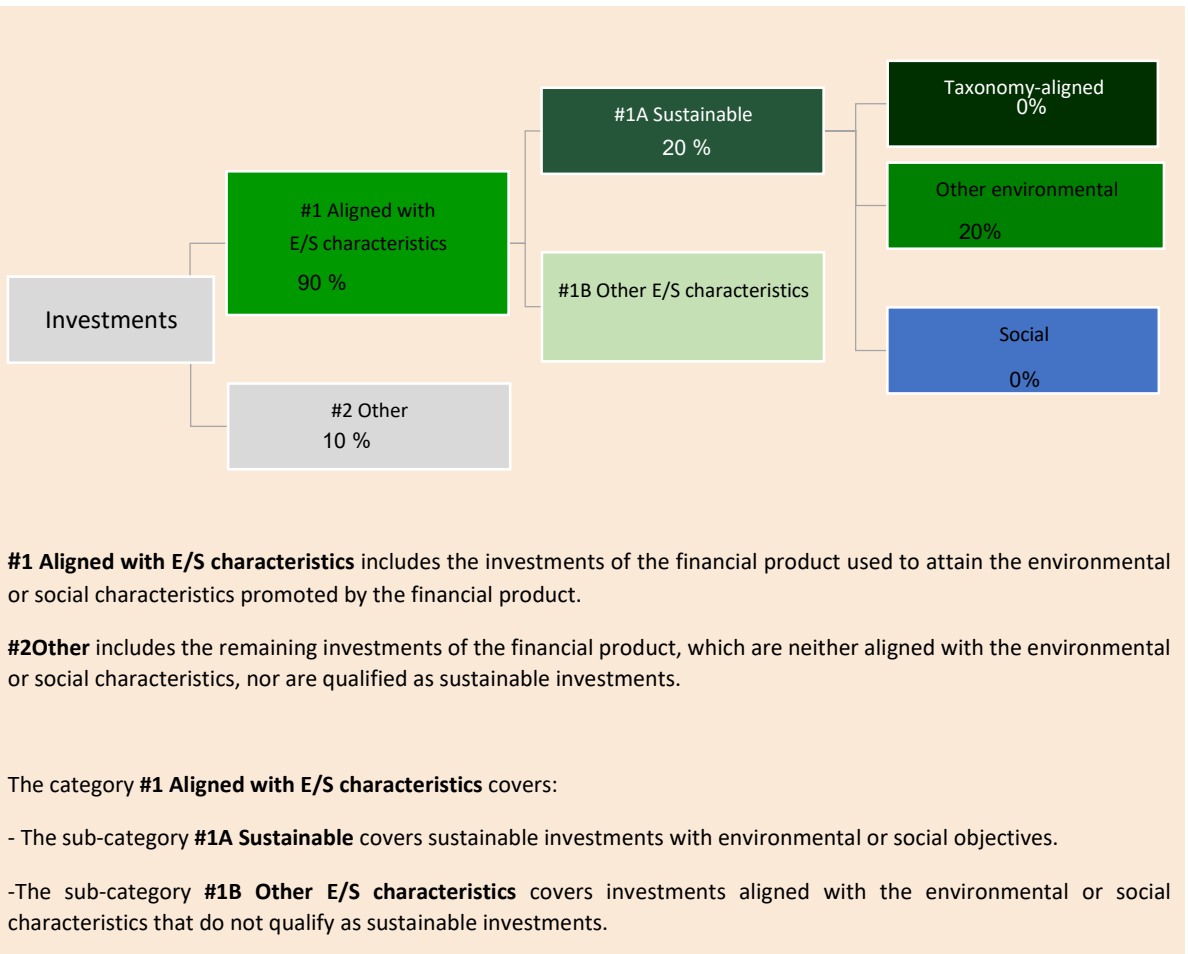 Investments
#1 Aligned with
E/S characteristics
90 %
#2 Other
10 %
#1A Sustainable
20 %
#1B Other E/S characteristics
Taxonomy-aligned
0%
Other environmental
20%
Social
0%
#1 Aligned with E/S characteristics includes the investments of the financial product used to attain the environmental
or social characteristics promoted by the financial product.
#2Other includes the remaining investments of the financial product, which are neither aligned with the environmental
or social characteristics, nor are qualified as sustainable investments.
The category #1 Aligned with E/S characteristics covers:
- The sub-category #1A Sustainable covers sustainable investments with environmental or social objectives.
-The sub-category #1B Other E/S characteristics covers investments aligned with the environmental or social
characteristics that do not qualify as sustainable investments.